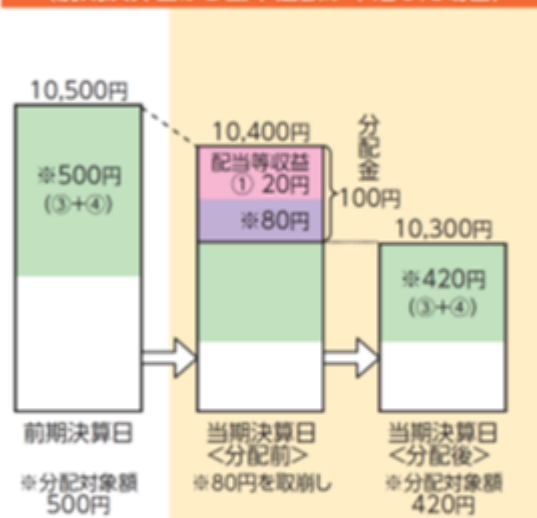 10,500円
※500円
(③+④)
前期決算日
※分配対象額
500円
10,400円
配当等収益
① 20円
※80円
分配金
100円
当期決算日
<分配前>
※80円を取崩し
10,300円
※420円
(③+④)
当期決算日
<分配後>
※分配対象額
420円